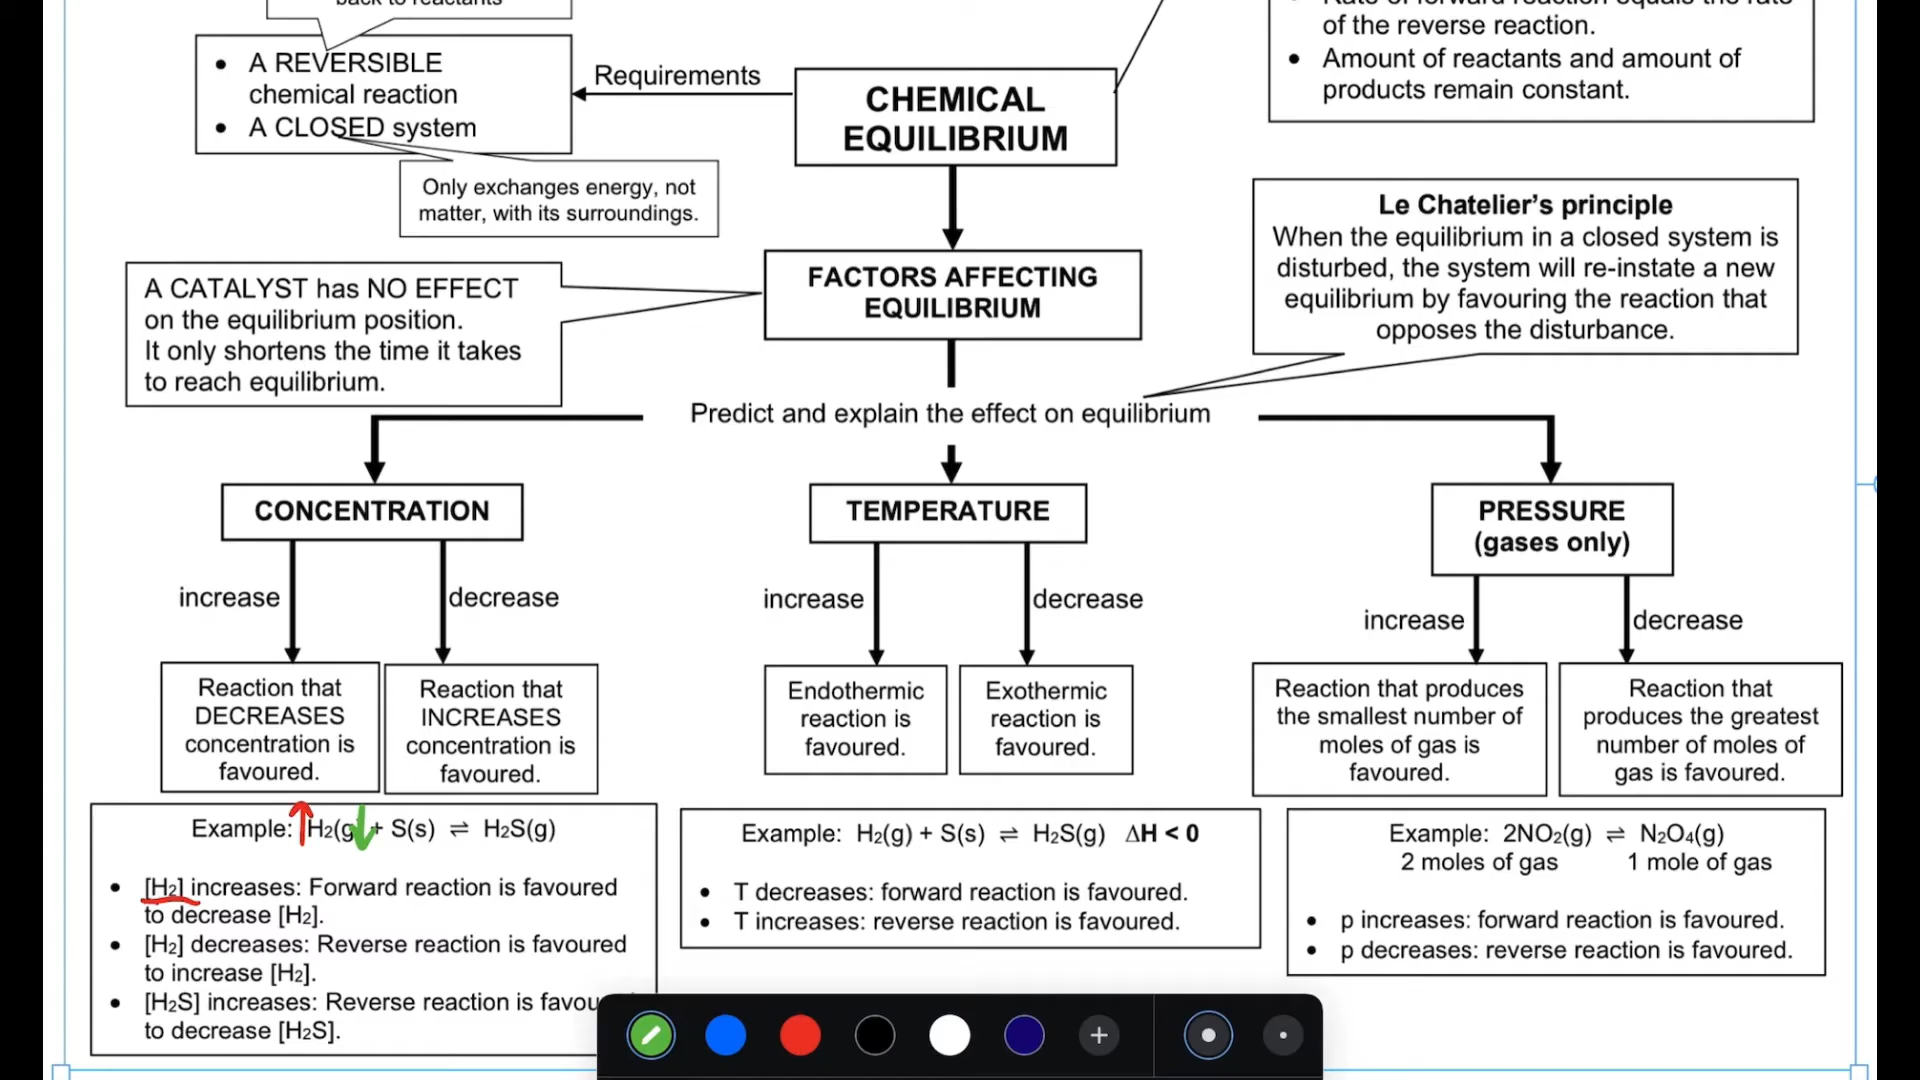 back to reactants
• A REVERSIBLE
chemical reaction
• A CLOSED system
Requirements
CHEMICAL
EQUILIBRIUM
• Rate of forward reaction equals the rate
of the reverse reaction.
• Amount of reactants and amount of
products remain constant.
Only exchanges energy, not
matter, with its surroundings.
Le Chatelier’s principle
When the equilibrium in a closed system is
disturbed, the system will re-instate a new
equilibrium by favouring the reaction that
opposes the disturbance.
A CATALYST has NO EFFECT
on the equilibrium position.
It only shortens the time it takes
to reach equilibrium.
FACTORS AFFECTING
EQUILIBRIUM
Predict and explain the effect on equilibrium
CONCENTRATION
increase
decrease
Reaction that
DECREASES
concentration is
favoured.
Reaction that
INCREASES
concentration is
favoured.
Example: H₂(g) + S(s) ⇌ H₂S(g)
• [H₂] increases: Forward reaction is favoured
to decrease [H₂].
• [H₂] decreases: Reverse reaction is favoured
to increase [H₂].
• [H₂S] increases: Reverse reaction is
to decrease [H₂S].
TEMPERATURE
increase
decrease
Endothermic
reaction is
favoured.
Exothermic
reaction is
favoured.
Example: H₂(g) + S(s) ⇌ H₂S(g) ΔH < 0
• T decreases: forward reaction is favoured.
• T increases: reverse reaction is favoured.
PRESSURE
(gases only)
increase
decrease
Reaction that produces
the smallest number of
moles of gas is
favoured.
Reaction that
produces the greatest
number of moles of
gas is favoured.
Example: 2NO₂(g) ⇌ N₂O₄(g)
2 moles of gas 1 mole of gas
• p increases: forward reaction is favoured.
• p decreases: reverse reaction is favoured.